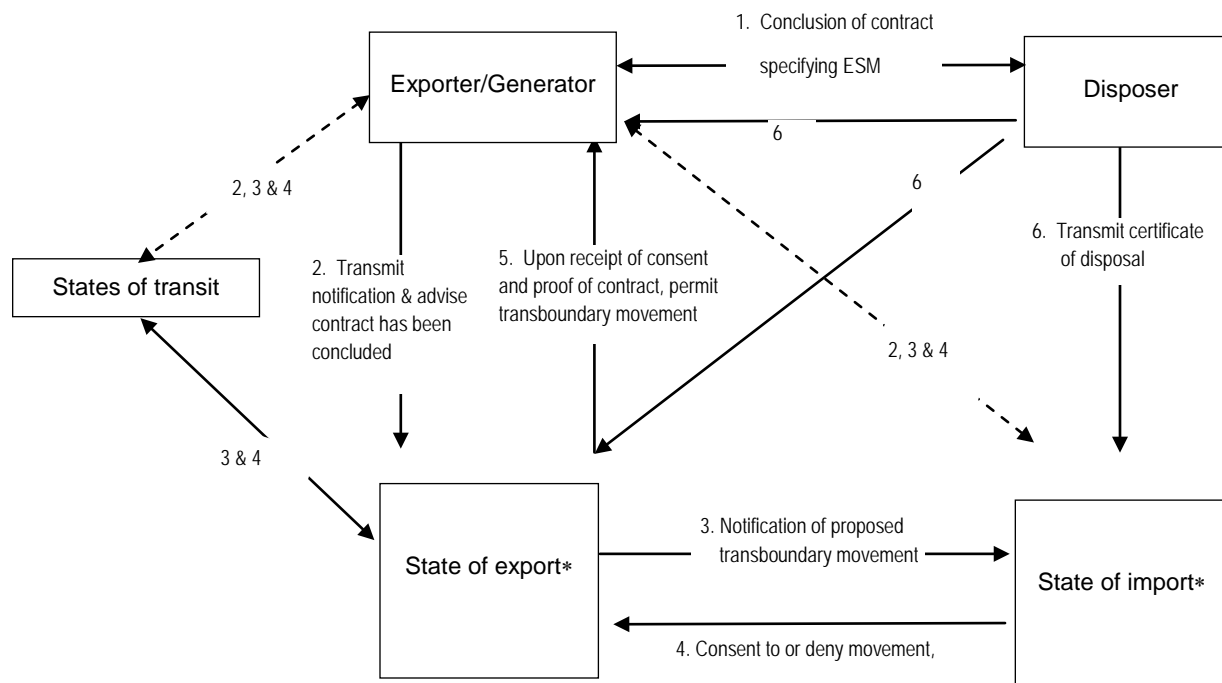 1. Conclusion of contract
specifying ESM
Exporter/Generator
Disposer
6
6
2, 3 & 4
6. Transmit certificate
of disposal
States of transit
2. Transmit
notification & advise
contract has been
concluded
5. Upon receipt of consent
and proof of contract, permit
transboundary movement
2, 3 & 4
3 & 4
3. Notification of proposed
transboundary movement
State of export*
State of import*
4. Consent to or deny movement,